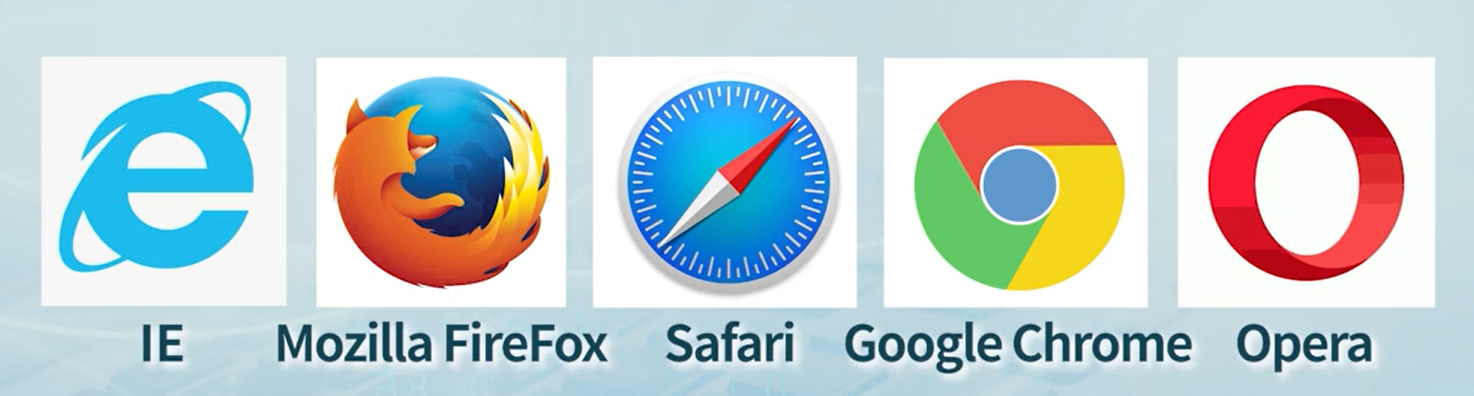 IE
Mozilla FireFox
Safari
Google Chrome
Opera